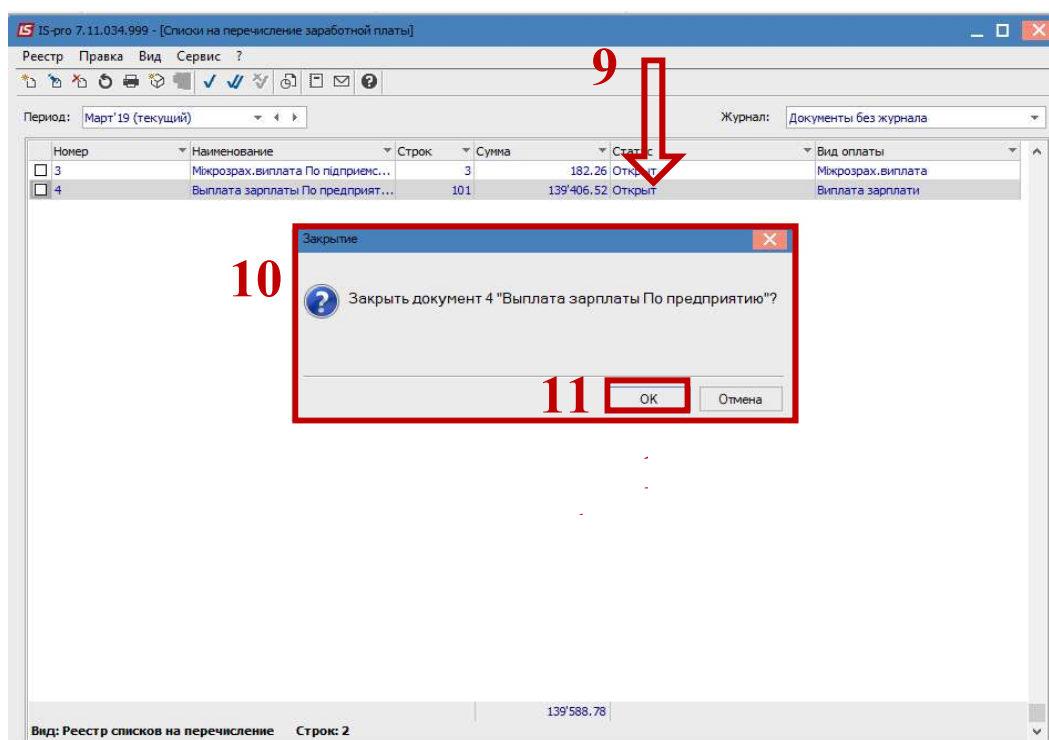 IS-pro 7.11.034.999 - [Списки на перечисление заработной платы]
Реестр Правка Вид Сервис ?
9
Период: Март'19 (текущий) Журнал: Документы без журнала
Номер Наименование Строк Сумма Статус Вид оплаты
3 Міжрозрах.виплата По підприємс... 3 182.26 Открыт Міжрозрах.виплата
4 Выплата зарплаты По предприят... 101 139'406.52 Открыт Виплата зарплати
Закрытие
10
Закрыть документ 4 "Выплата зарплаты По предприятию"?
11
OK Отмена
139'588.78
Вид: Реестр списков на перечисление Строк: 2